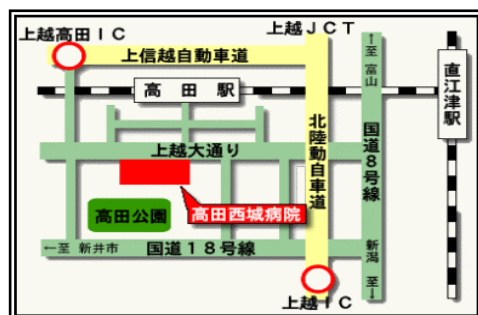 上越高田IC
上越JCT
上信越自動車道
↑至 富山
高田駅
直江津駅
北陸動自車道
国道8号線
上越大通り
高田西城病院
高田公園
←至 新井市
国道18号線
新潟 至↓
上越IC